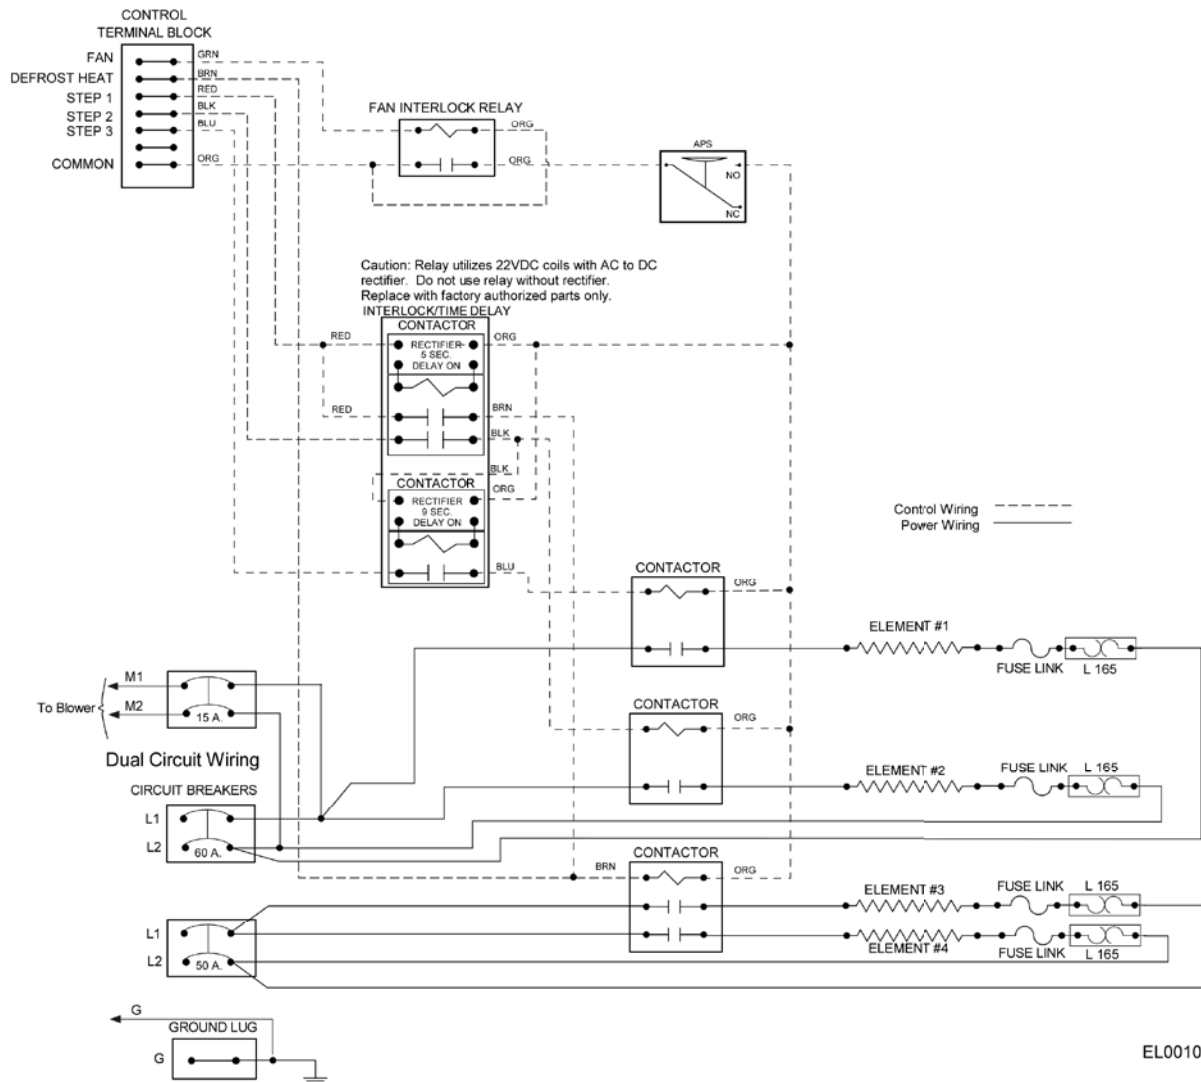 CONTROL
TERMINAL BLOCK
FAN
GRN
DEFROST HEAT
BRN
STEP 1
RED
STEP 2
BLK
STEP 3
BLU
COMMON
ORG
FAN INTERLOCK RELAY
ORG
ORG
APS
NO
NC
Caution: Relay utilizes 22VDC coils with AC to DC
rectifier. Do not use relay without rectifier.
Replace with factory authorized parts only.
INTERLOCK/TIME DELAY
CONTACTOR
RED
RECTIFIER
5 SEC.
DELAY ON
ORG
RED
BRN
BLK
BLK
CONTACTOR
ORG
RECTIFIER
9 SEC.
DELAY ON
BLU
Control Wiring
Power Wiring
CONTACTOR
ORG
ELEMENT #1
FUSE LINK
L 165
M1
M2
To Blower
15 A.
CONTACTOR
ORG
Dual Circuit Wiring
ELEMENT #2
FUSE LINK
L 165
CIRCUIT BREAKERS
L1
L2
60 A.
CONTACTOR
BRN
ORG
ELEMENT #3
FUSE LINK
L 165
L1
L2
50 A.
ELEMENT #4
FUSE LINK
L 165
G
GROUND LUG
G
EL0010